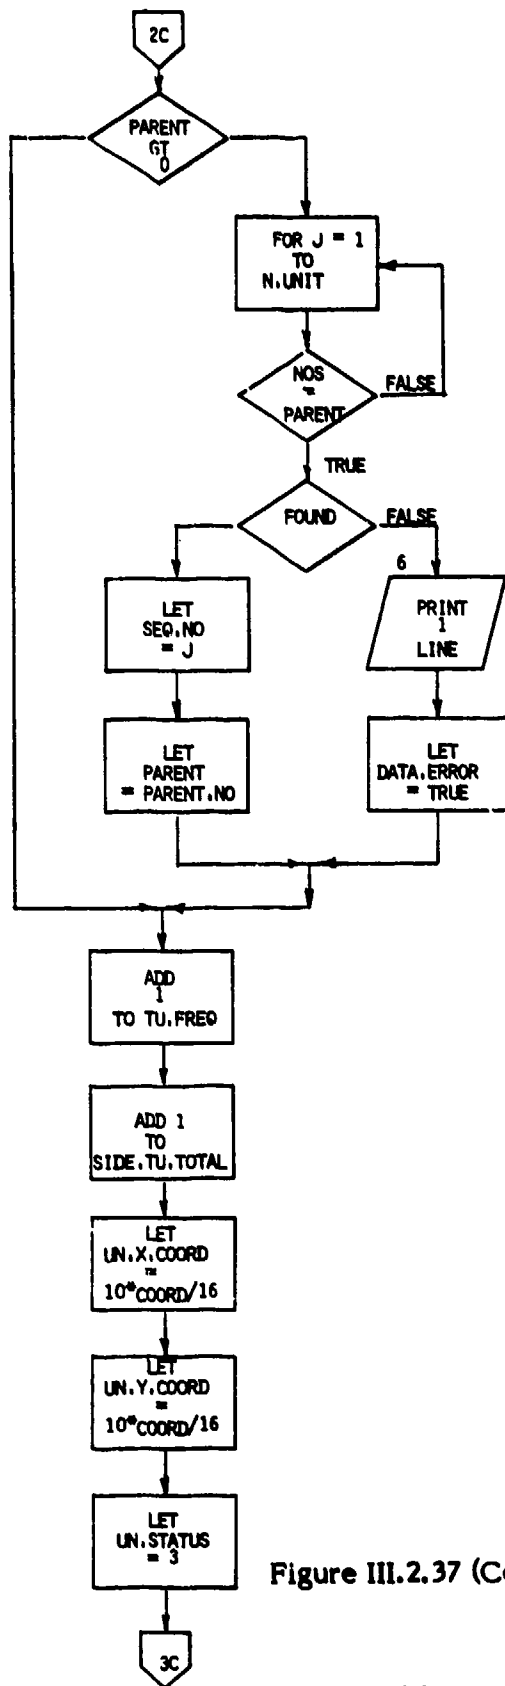 2C
PARENT
GT
0
FOR J = 1
TO
N.UNIT
NOS
=
PARENT
FALSE
TRUE
FOUND
FALSE
LET
SEQ.NO
= J
6
PRINT
1
LINE
LET
PARENT
= PARENT.NO
LET
DATA.ERROR
= TRUE
ADD
1
TO TU.FREQ
ADD 1
TO
SIDE.TU.TOTAL
LET
UN.X.COORD
=
10*COORD/16
LET
UN.Y.COORD
=
10*COORD/16
LET
UN.STATUS
= 3
Figure III.2.37 (Co
3C